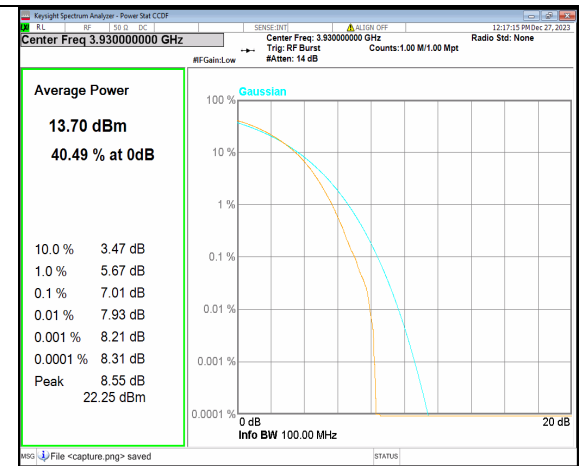 Keysight Spectrum Analyzer - Power Stat CCDF
RL RF 50 Ω DC SENSE:INT ALIGN OFF 12:17:15 PM Dec 27, 2023
Center Freq 3.930000000 GHz
Center Freq: 3.930000000 GHz Radio Std: None
Trig: RF Burst Counts:1.00 M/1.00 Mpt
#IFGain:Low #Atten: 14 dB
Average Power
13.70 dBm
40.49 % at 0dB
10.0 % 3.47 dB
1.0 % 5.67 dB
0.1 % 7.01 dB
0.01 % 7.93 dB
0.001 % 8.21 dB
0.0001 % 8.31 dB
Peak 8.55 dB
22.25 dBm
100 % Gaussian
10 %
1 %
0.1 %
0.01 %
0.001 %
0.0001 %
0 dB 20 dB
Info BW 100.00 MHz
MSG File <capture.png> saved STATUS